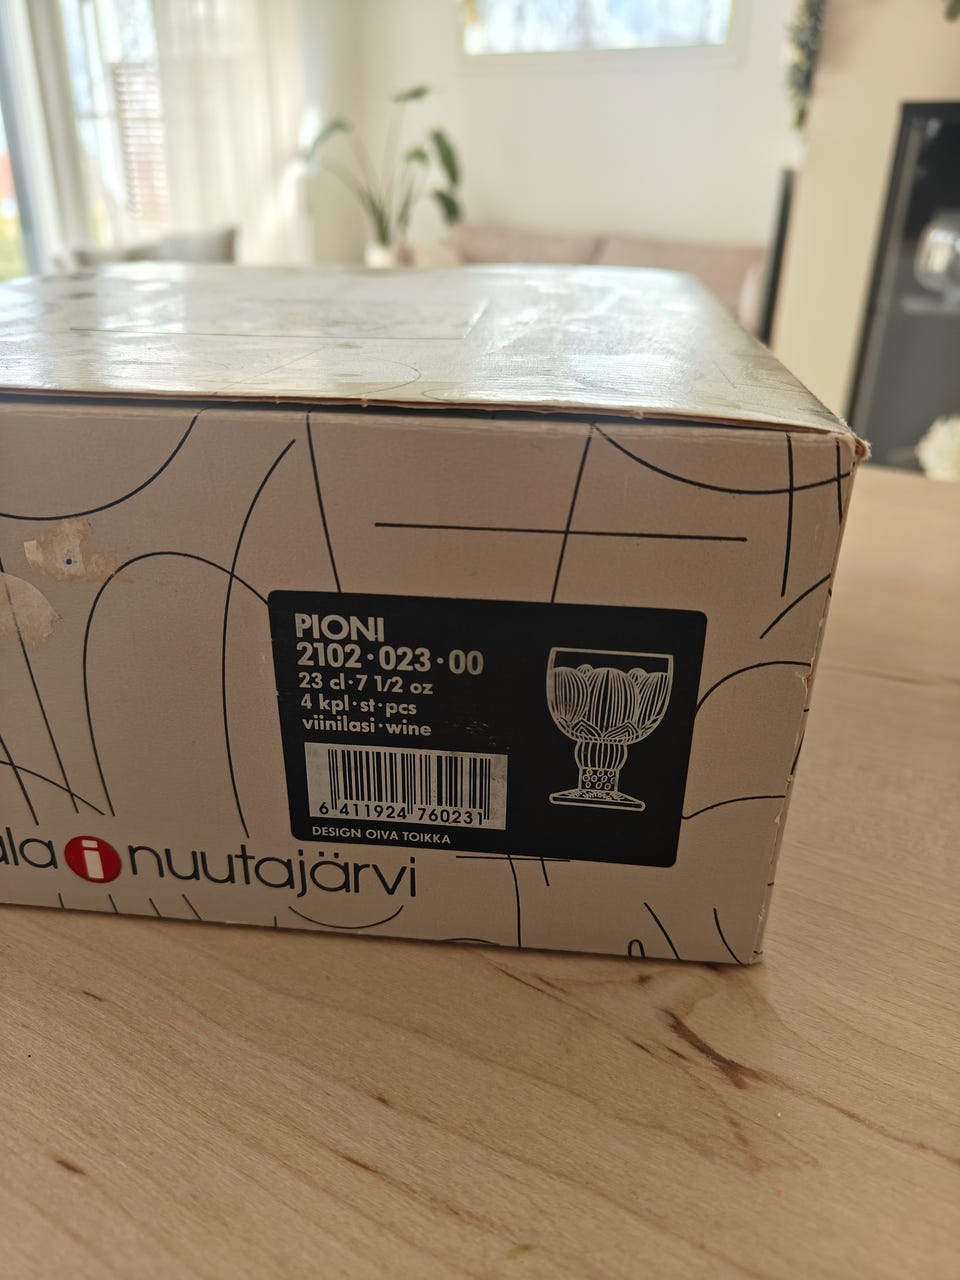 PIONI
2102·023·00
23 cl·7 1/2 oz
4 kpl·st·pcs
viinilasi·wine
6 411924 760231
DESIGN OIVA TOIKKA
ala i nuutajärvi